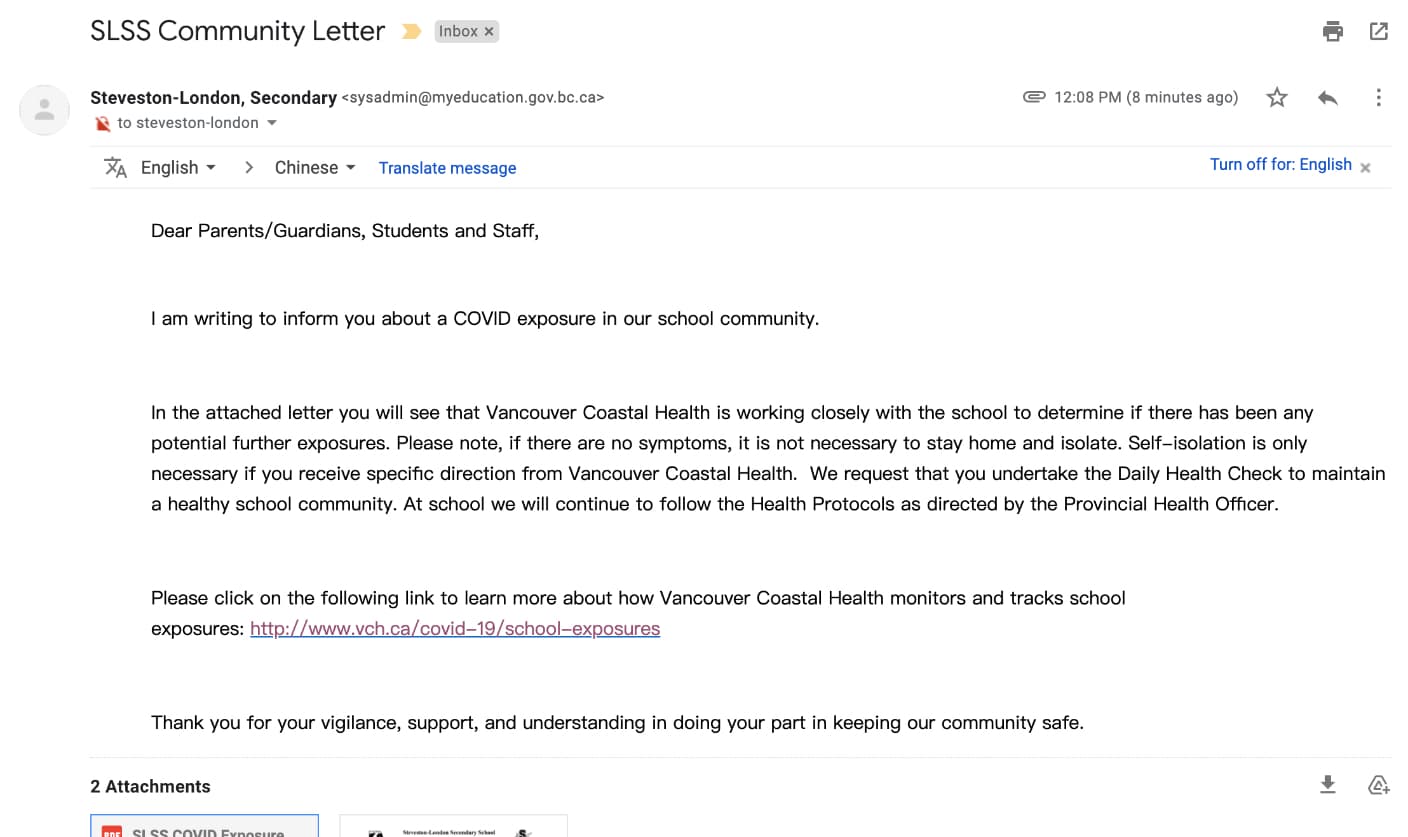 SLSS Community Letter Inbox ×
Steveston-London, Secondary <sysadmin@myeducation.gov.bc.ca> 12:08 PM (8 minutes ago)
to steveston-london
English > Chinese Translate message Turn off for: English ×
Dear Parents/Guardians, Students and Staff,
I am writing to inform you about a COVID exposure in our school community.
In the attached letter you will see that Vancouver Coastal Health is working closely with the school to determine if there has been any
potential further exposures. Please note, if there are no symptoms, it is not necessary to stay home and isolate. Self-isolation is only
necessary if you receive specific direction from Vancouver Coastal Health.  We request that you undertake the Daily Health Check to maintain
a healthy school community. At school we will continue to follow the Health Protocols as directed by the Provincial Health Officer.
Please click on the following link to learn more about how Vancouver Coastal Health monitors and tracks school
exposures: http://www.vch.ca/covid-19/school-exposures
Thank you for your vigilance, support, and understanding in doing your part in keeping our community safe.
2 Attachments
PDF SLSS COVID Exposure Steveston-London Secondary School